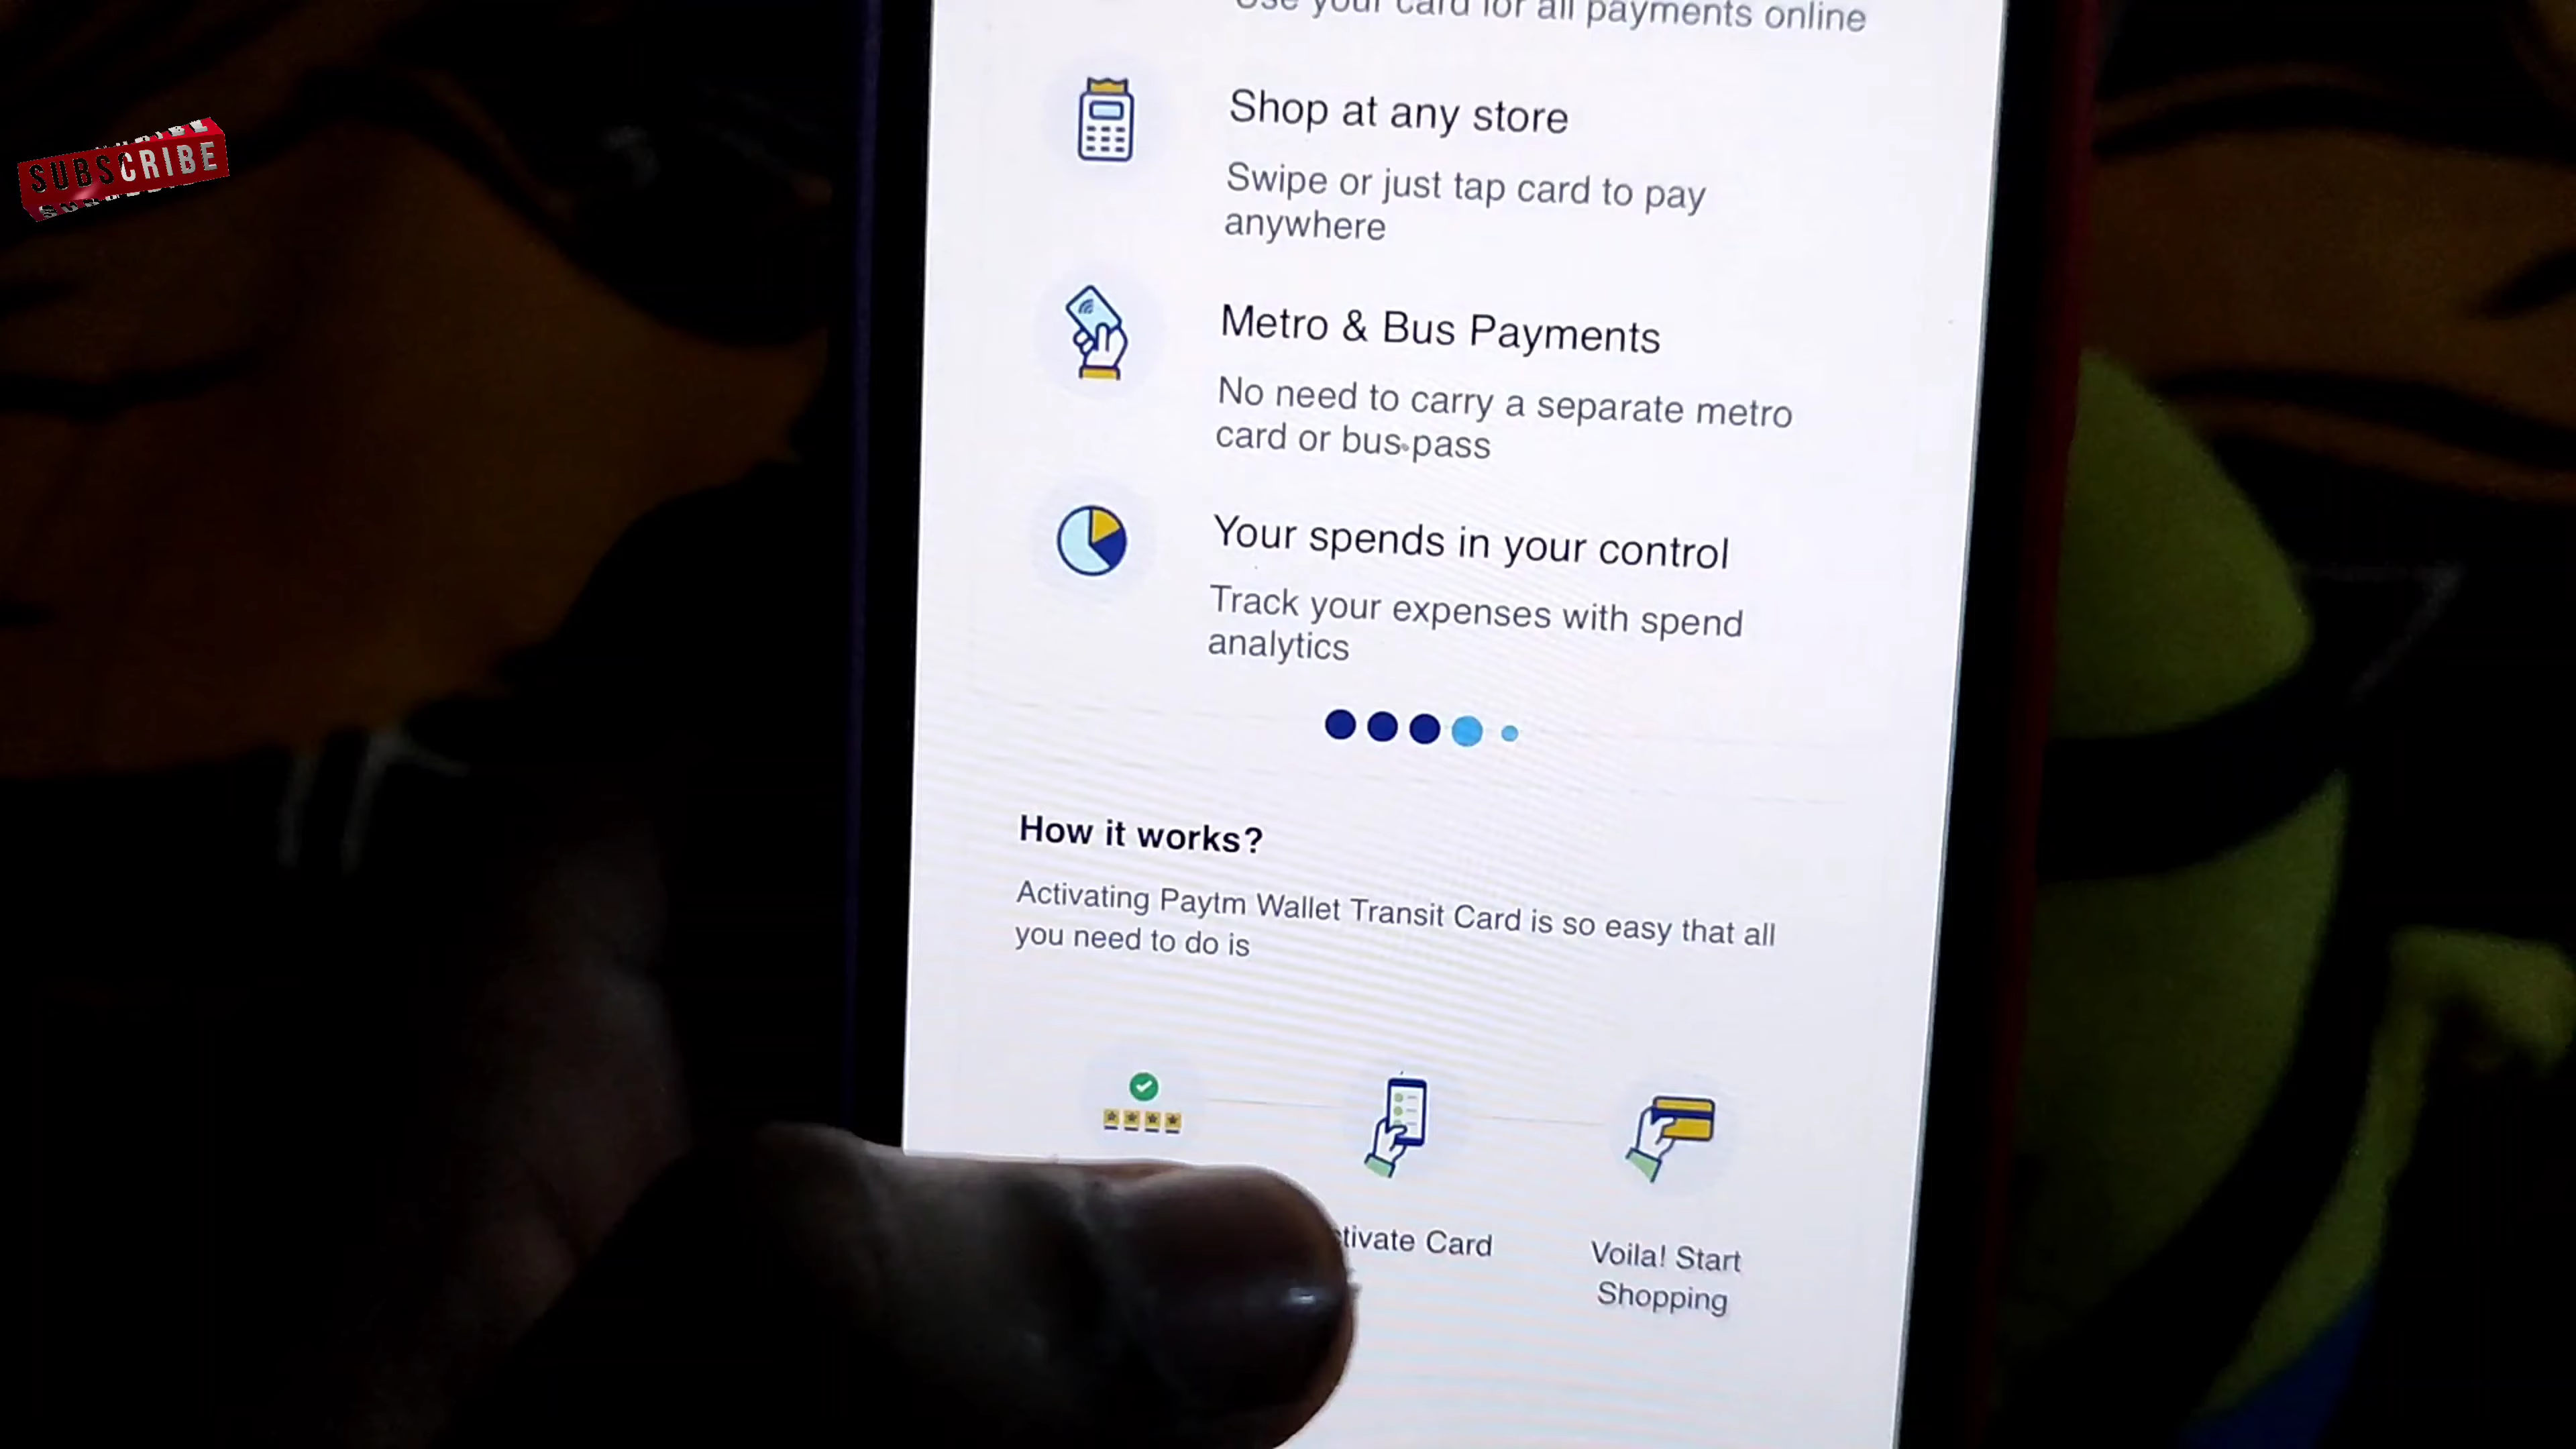 Use your card for all payments online
Shop at any store
Swipe or just tap card to pay
anywhere
SUBSCRIBE
Metro & Bus Payments
No need to carry a separate metro
card or bus pass
Your spends in your control
Track your expenses with spend
analytics
How it works?
Activating Paytm Wallet Transit Card is so easy that all
you need to do is
tivate Card
Voila! Start
Shopping